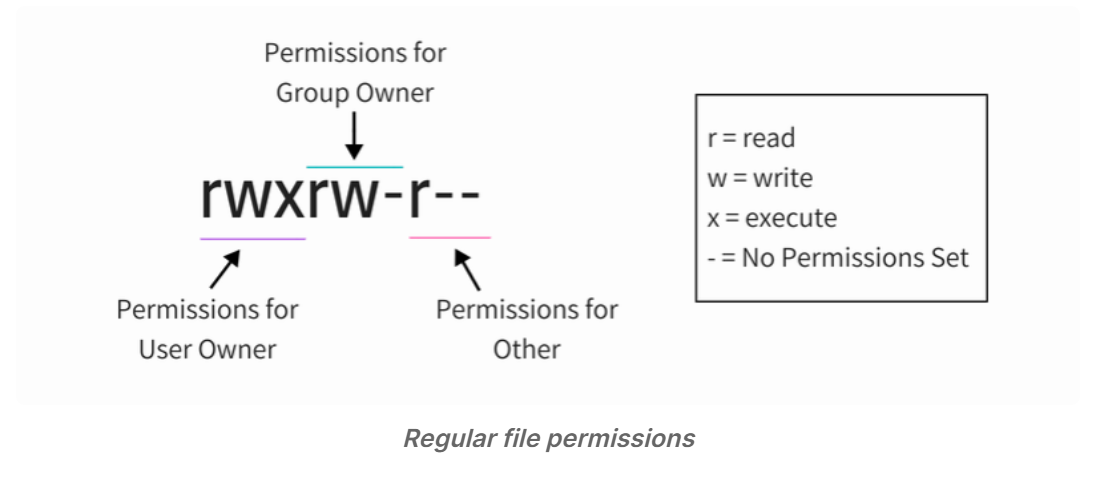 Permissions for
Group Owner
rwxrw-r--
Permissions for
User Owner
Permissions for
Other
r = read
w = write
x = execute
- = No Permissions Set
Regular file permissions